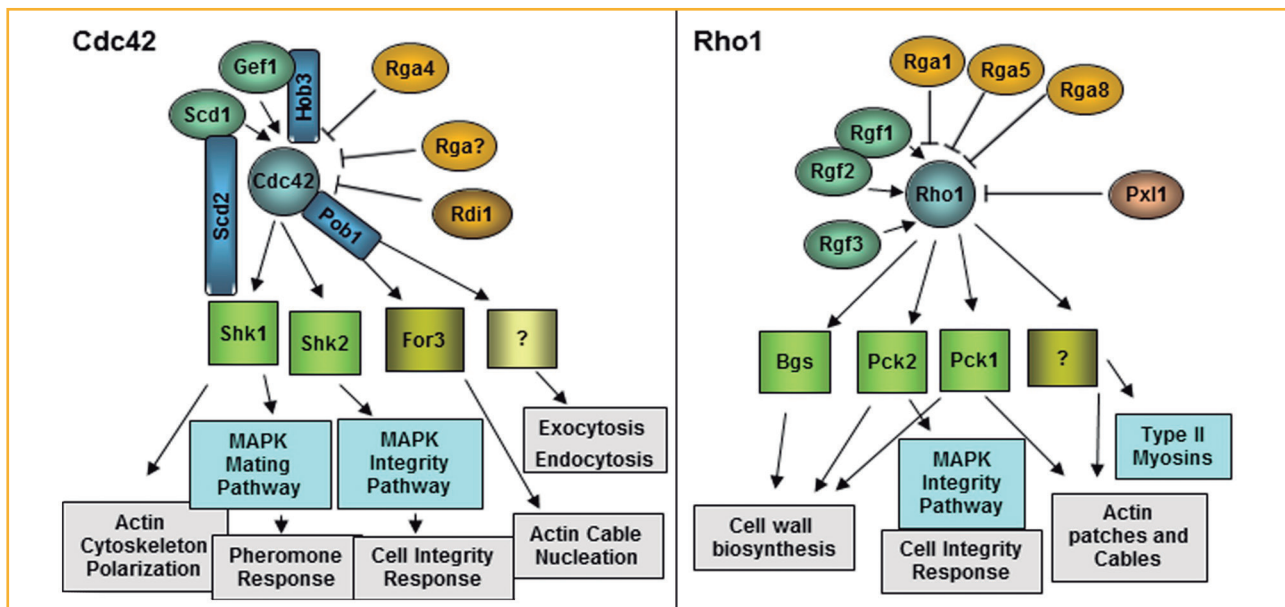 Cdc42
Gef1
Hob3
Rga4
Scd1
Rga?
Cdc42
Rdi1
Scd2
Pob1
Shk1
Shk2
For3
?
Exocytosis
Endocytosis
MAPK
Mating
Pathway
MAPK
Integrity
Pathway
Actin
Cytoskeleton
Polarization
Pheromone
Response
Cell Integrity
Response
Actin Cable
Nucleation
Rho1
Rga1
Rga5
Rga8
Rgf1
Rgf2
Rho1
Pxl1
Rgf3
Bgs
Pck2
Pck1
?
Type II
Myosins
MAPK
Integrity
Pathway
Cell wall
biosynthesis
Cell Integrity
Response
Actin
patches and
Cables